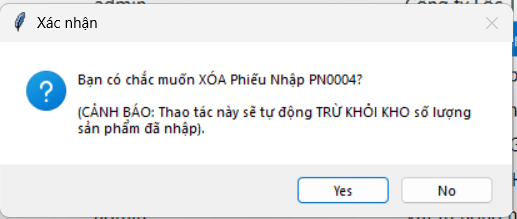 Xác nhận
Bạn có chắc muốn XÓA Phiếu Nhập PN0004?
(CẢNH BÁO: Thao tác này sẽ tự động TRỪ KHỎI KHO số lượng
sản phẩm đã nhập).
Yes
No